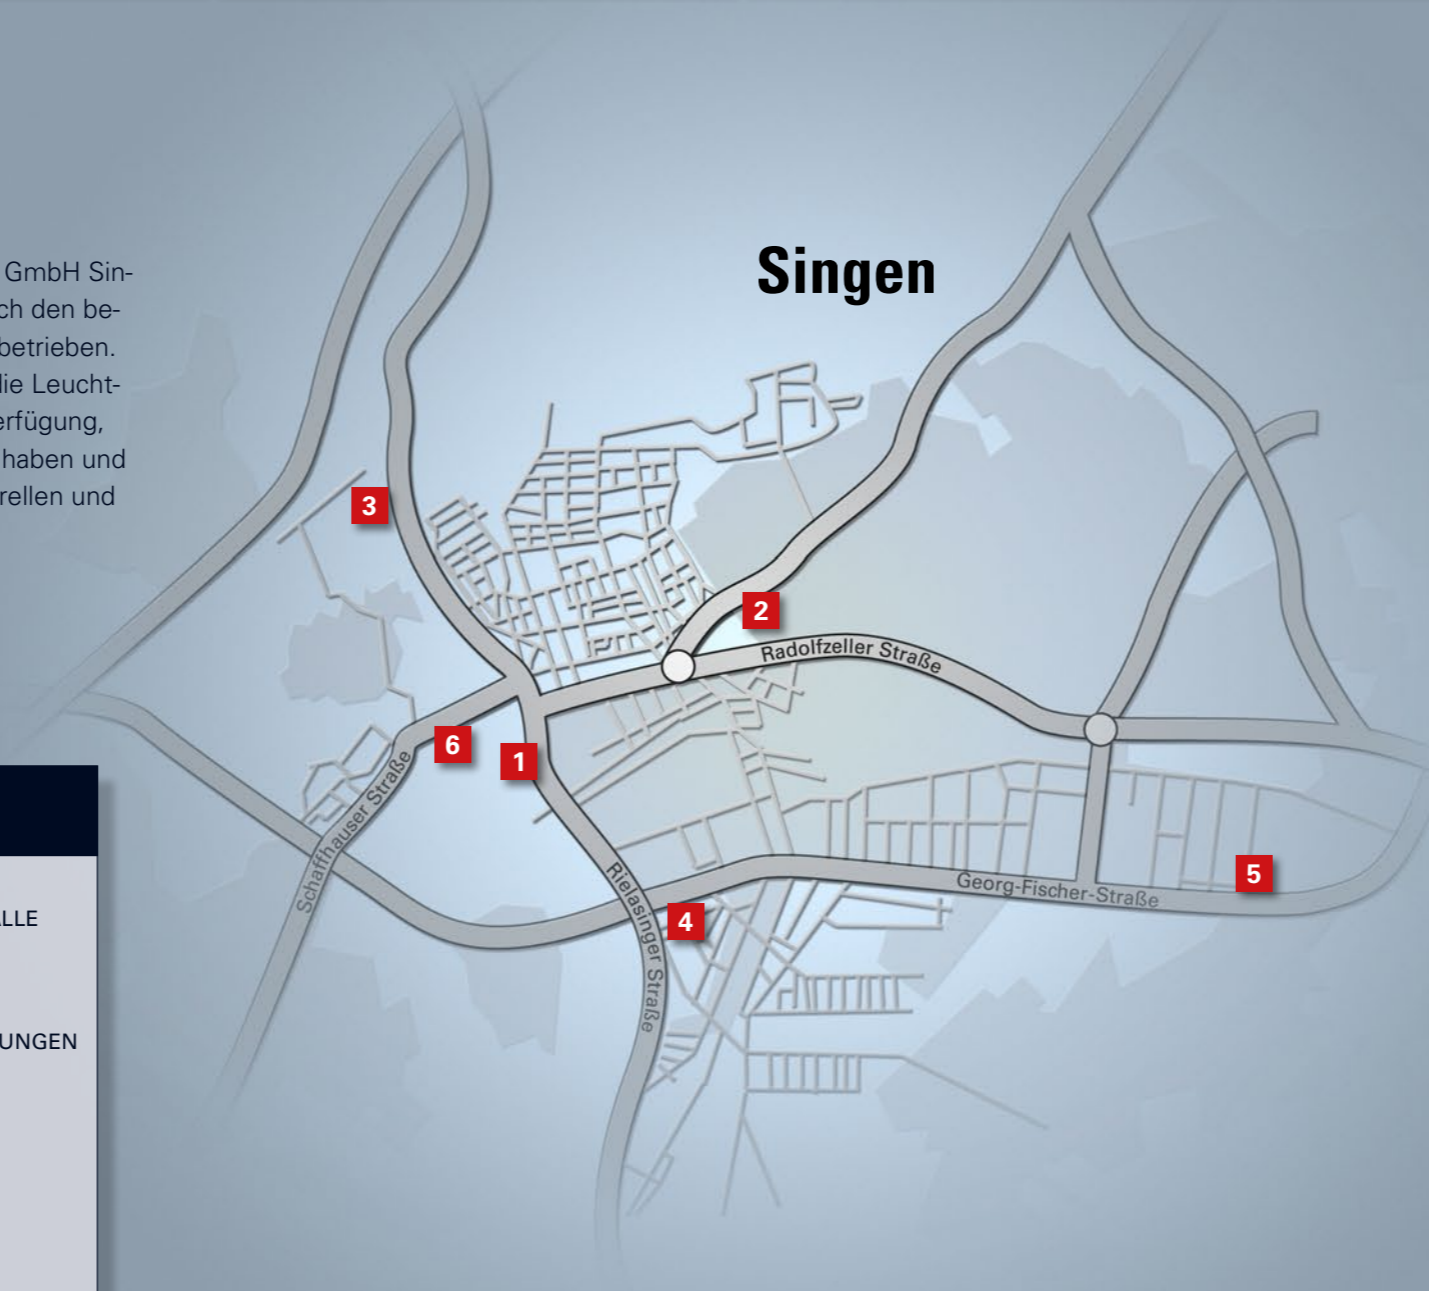 GmbH Sin-
ch den be-
betrieben.
die Leucht-
erfügung,
haben und
rellen und
Singen
3
2
Radolfzeller Straße
6
1
Schaffhauser Straße
5
Georg-Fischer-Straße
Rielasinger Straße
4
ALLE
UNGEN